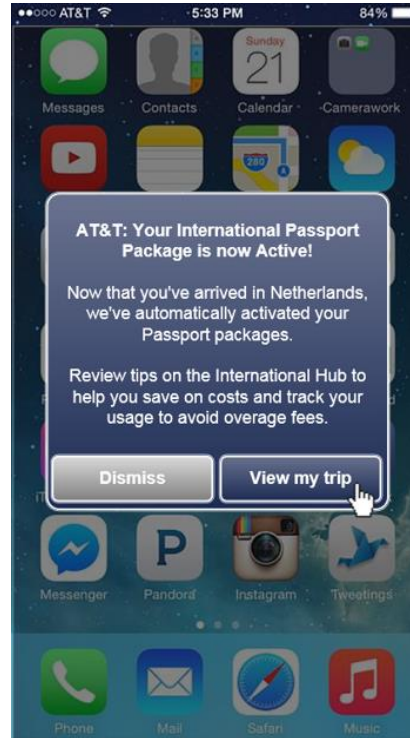 AT&T 5:33 PM 84%
Sunday
21
Messages Contacts Calendar Camerawork
280
AT&T: Your International Passport
Package is now Active!
Now that you've arrived in Netherlands,
we've automatically activated your
Passport packages.
Review tips on the International Hub to
help you save on costs and track your
usage to avoid overage fees.
Dismiss View my trip
Messenger Pandora Instagram Tweetings
Phone Mail Safari Music